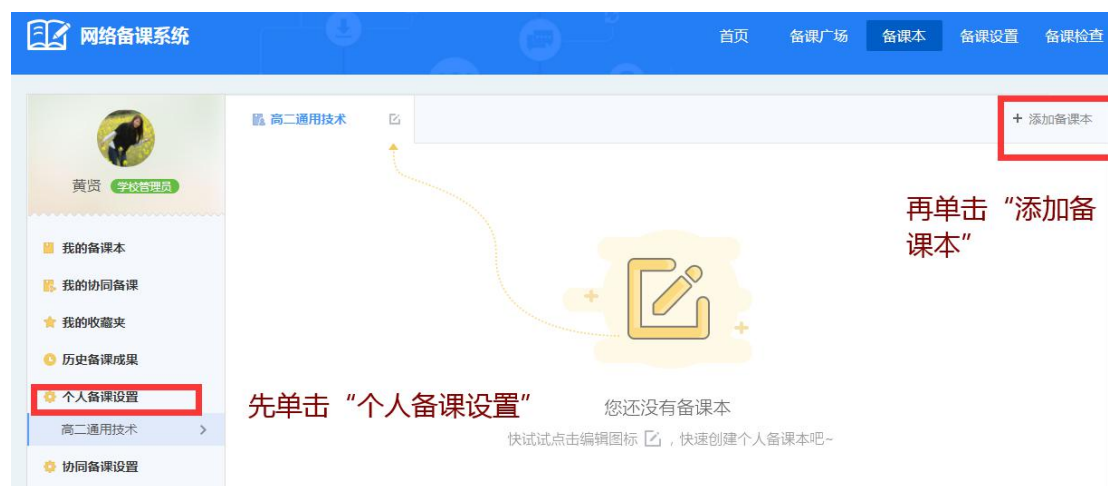 网络备课系统
首页 备课广场 备课本 备课设置 备课检查
高二通用技术
+ 添加备课本
黄贤 学校管理员
再单击“添加备
课本”
我的备课本
我的协同备课
我的收藏夹
历史备课成果
个人备课设置
先单击“个人备课设置”
您还没有备课本
高二通用技术 >
快试试点击编辑图标 ，快速创建个人备课本吧~
协同备课设置